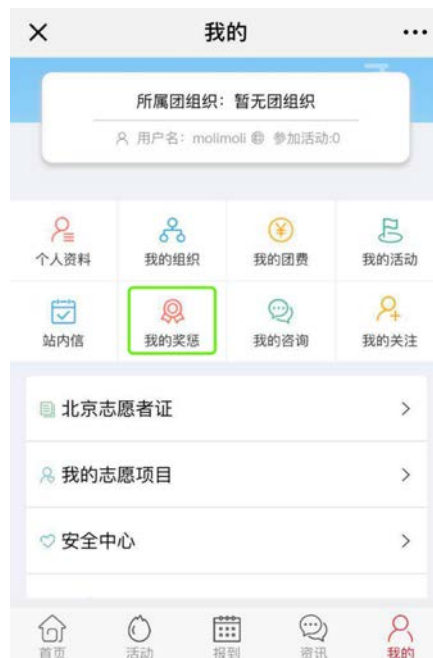 我的
所属团组织：暂无团组织
用户名：molimoli 参加活动:0
个人资料 我的组织 我的团费 我的活动
站内信 我的奖惩 我的咨询 我的关注
北京志愿者证
我的志愿项目
安全中心
首页 活动 报到 资讯 我的